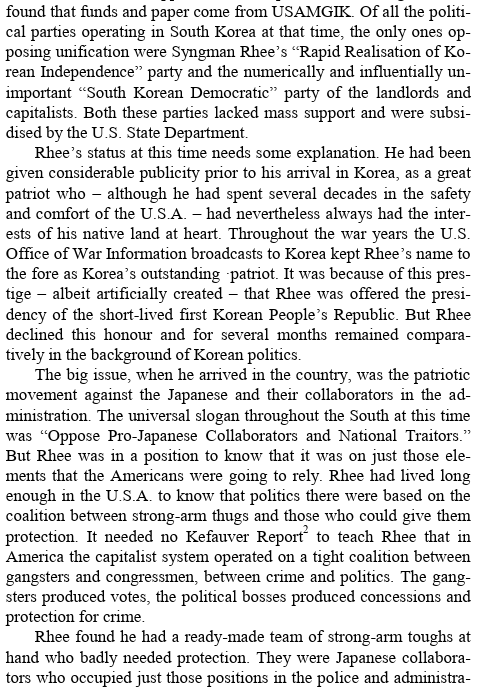 found that funds and paper come from USAMGIK. Of all the politi-
cal parties operating in South Korea at that time, the only ones op-
posing unification were Syngman Rhee’s “Rapid Realisation of Ko-
rean Independence” party and the numerically and influentially un-
important “South Korean Democratic” party of the landlords and
capitalists. Both these parties lacked mass support and were subsi-
dised by the U.S. State Department.
Rhee’s status at this time needs some explanation. He had been
given considerable publicity prior to his arrival in Korea, as a great
patriot who – although he had spent several decades in the safety
and comfort of the U.S.A. – had nevertheless always had the inter-
ests of his native land at heart. Throughout the war years the U.S.
Office of War Information broadcasts to Korea kept Rhee’s name to
the fore as Korea’s outstanding ·patriot. It was because of this pres-
tige – albeit artificially created – that Rhee was offered the presi-
dency of the short-lived first Korean People’s Republic. But Rhee
declined this honour and for several months remained compara-
tively in the background of Korean politics.
The big issue, when he arrived in the country, was the patriotic
movement against the Japanese and their collaborators in the ad-
ministration. The universal slogan throughout the South at this time
was “Oppose Pro-Japanese Collaborators and National Traitors.”
But Rhee was in a position to know that it was on just those ele-
ments that the Americans were going to rely. Rhee had lived long
enough in the U.S.A. to know that politics there were based on the
coalition between strong-arm thugs and those who could give them
protection. It needed no Kefauver Report² to teach Rhee that in
America the capitalist system operated on a tight coalition between
gangsters and congressmen, between crime and politics. The gang-
sters produced votes, the political bosses produced concessions and
protection for crime.
Rhee found he had a ready-made team of strong-arm toughs at
hand who badly needed protection. They were Japanese collabora-
tors who occupied just those positions in the police and administra-